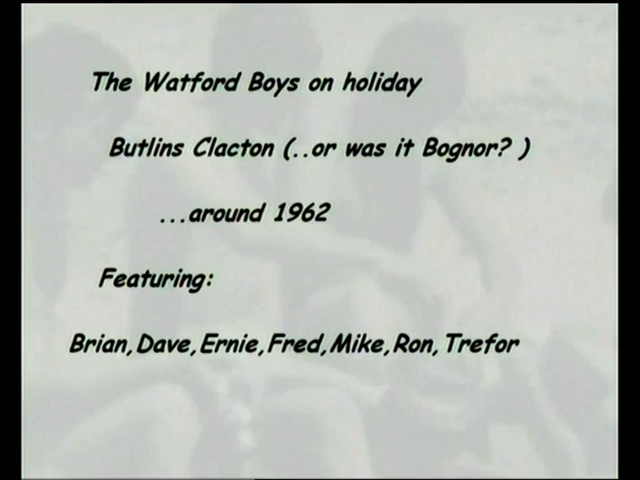 The Watford Boys on holiday
Butlins Clacton (..or was it Bognor? )
...around 1962
Featuring:
Brian,Dave,Ernie,Fred,Mike,Ron,Trefor